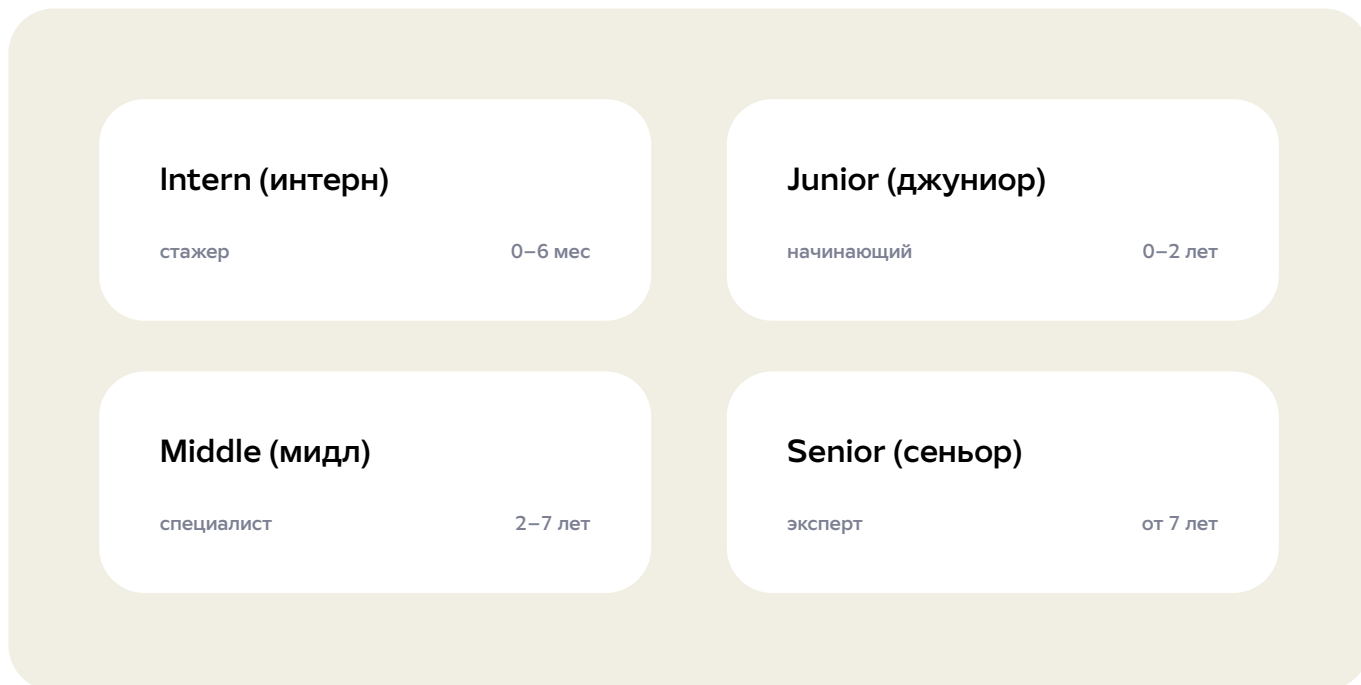 Intern (интерн)
стажер 0–6 мес
Junior (джуниор)
начинающий 0–2 лет
Middle (мидл)
специалист 2–7 лет
Senior (сеньор)
эксперт от 7 лет